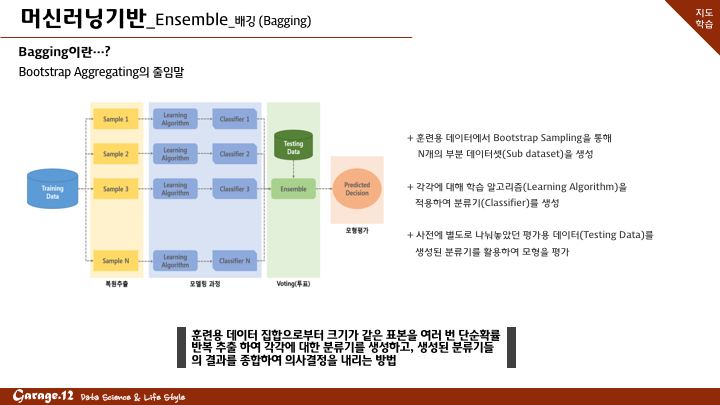 머신러닝기반_Ensemble_배깅 (Bagging)
지도
학습
Bagging이란…?
Bootstrap Aggregating의 줄임말
Training
Data
Sample 1
Learning
Algorithm
Classifier 1
Sample 2
Learning
Algorithm
Classifier 2
Sample 3
Learning
Algorithm
Classifier 3
Sample N
Learning
Algorithm
Classifier N
Testing
Data
Ensemble
Predicted
Decision
복원추출
모델링 과정
Voting(투표)
모형평가
+ 훈련용 데이터에서 Bootstrap Sampling을 통해
N개의 부분 데이터셋(Sub dataset)을 생성
+ 각각에 대해 학습 알고리즘(Learning Algorithm)을
적용하여 분류기(Classifier)를 생성
+ 사전에 별도로 나눠놓았던 평가용 데이터(Testing Data)를
생성된 분류기를 활용하여 모형을 평가
훈련용 데이터 집합으로부터 크기가 같은 표본을 여러 번 단순확률
반복 추출 하여 각각에 대한 분류기를 생성하고, 생성된 분류기들
의 결과를 종합하여 의사결정을 내리는 방법
Garage.12 Data Science & Life Style